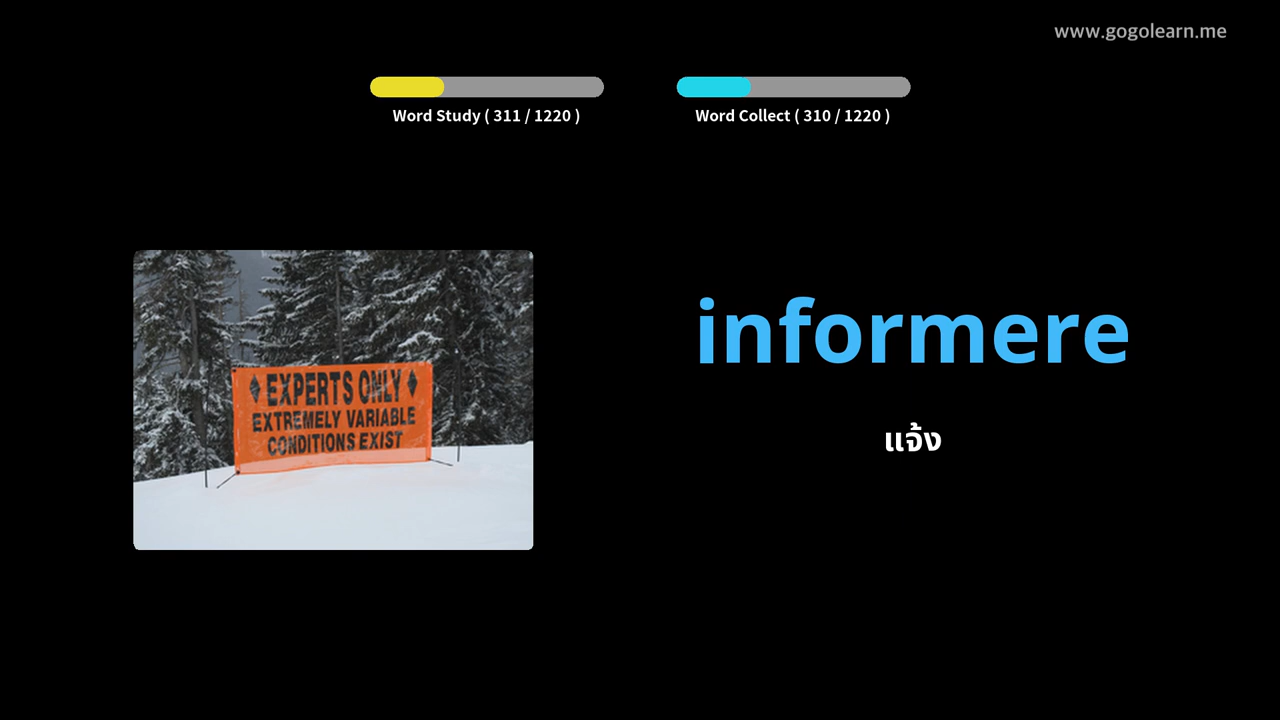 www.gogolearn.me
Word Study ( 311 / 1220 )
Word Collect ( 310 / 1220 )
EXPERTS ONLY
EXTREMELY VARIABLE
CONDITIONS EXIST
informere
แจ้ง